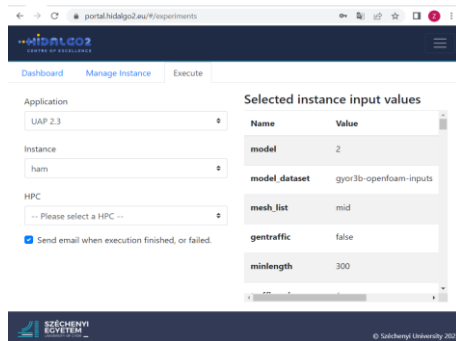 portal.hidalgo2.eu/#/experiments
HIDALGO2
CENTRE OF EXCELLENCE
Dashboard Manage Instance Execute
Application
UAP 2.3
Instance
ham
HPC
-- Please select a HPC --
Send email when execution finished, or failed.
Selected instance input values
Name Value
model 2
model_dataset gyor3b-openfoam-inputs
mesh_list mid
gentraffic false
minlength 300
SZÉCHENYI
EGYETEM
© Széchenyi University 202